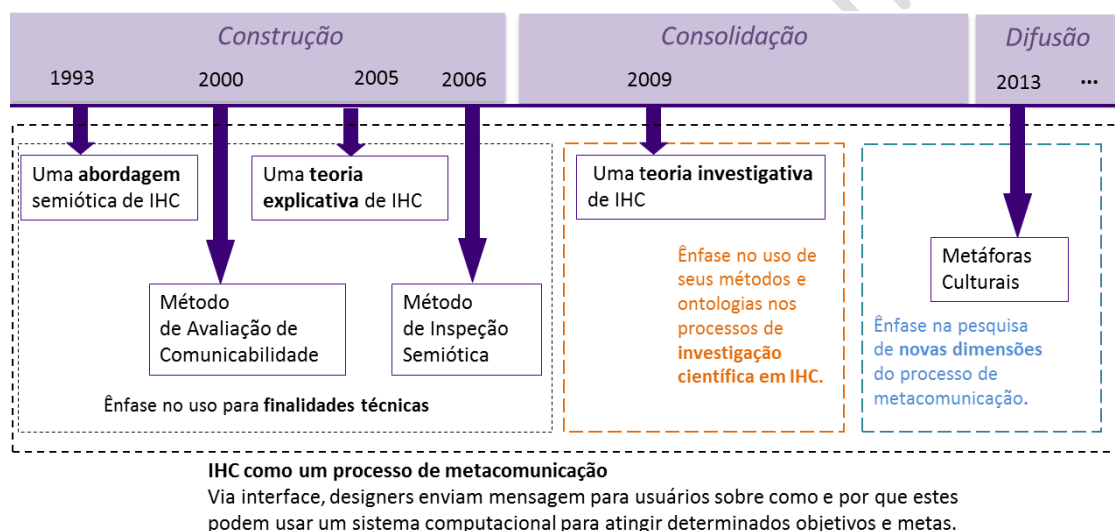 Construção
Consolidação
Difusão
1993
2000
2005
2006
2009
2013
...
Uma abordagem
semiótica de IHC
Uma teoria
explicativa de IHC
Uma teoria investigativa
de IHC
Método
de Avaliação de
Comunicabilidade
Método
de Inspeção
Semiótica
Metáforas
Culturais
Ênfase no uso para finalidades técnicas
Ênfase no uso de
seus métodos e
ontologias nos
processos de
investigação
científica em IHC.
Ênfase na pesquisa
de novas dimensões
do processo de
metacomunicação.
IHC como um processo de metacomunicação
Via interface, designers enviam mensagem para usuários sobre como e por que estes
podem usar um sistema computacional para atingir determinados objetivos e metas.